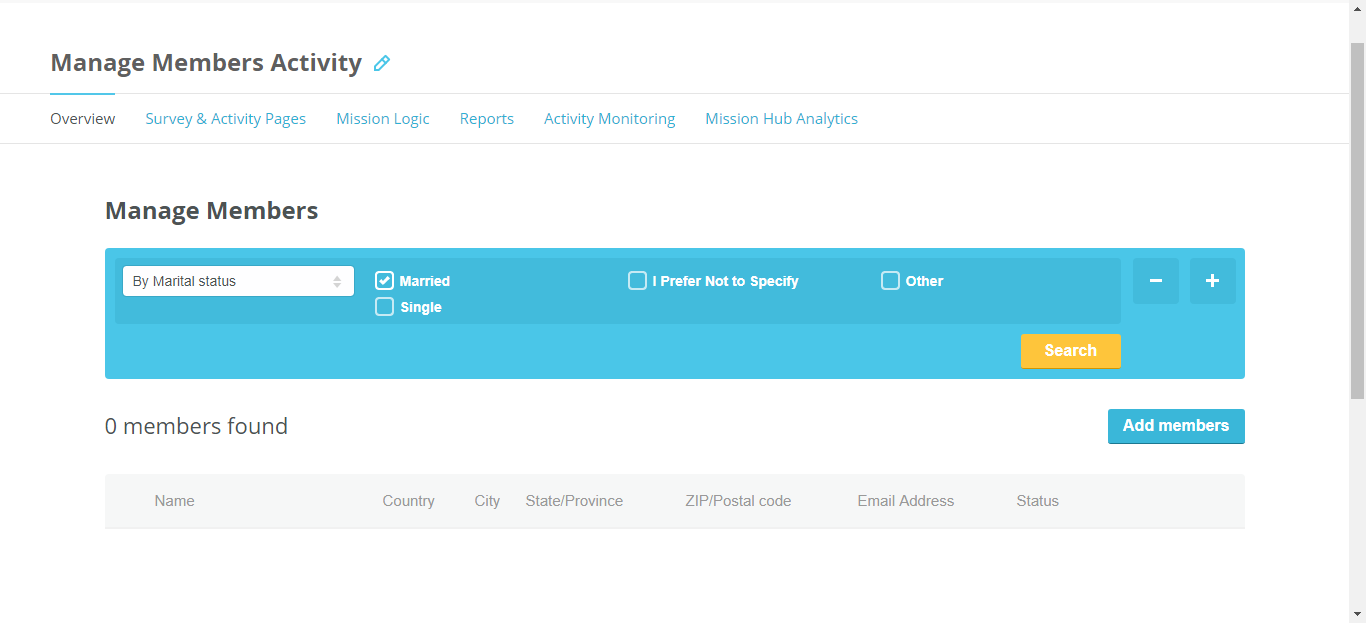 Manage Members Activity
Overview Survey & Activity Pages Mission Logic Reports Activity Monitoring Mission Hub Analytics
Manage Members
By Marital status Married I Prefer Not to Specify Other − +
Single
Search
0 members found Add members
Name Country City State/Province ZIP/Postal code Email Address Status